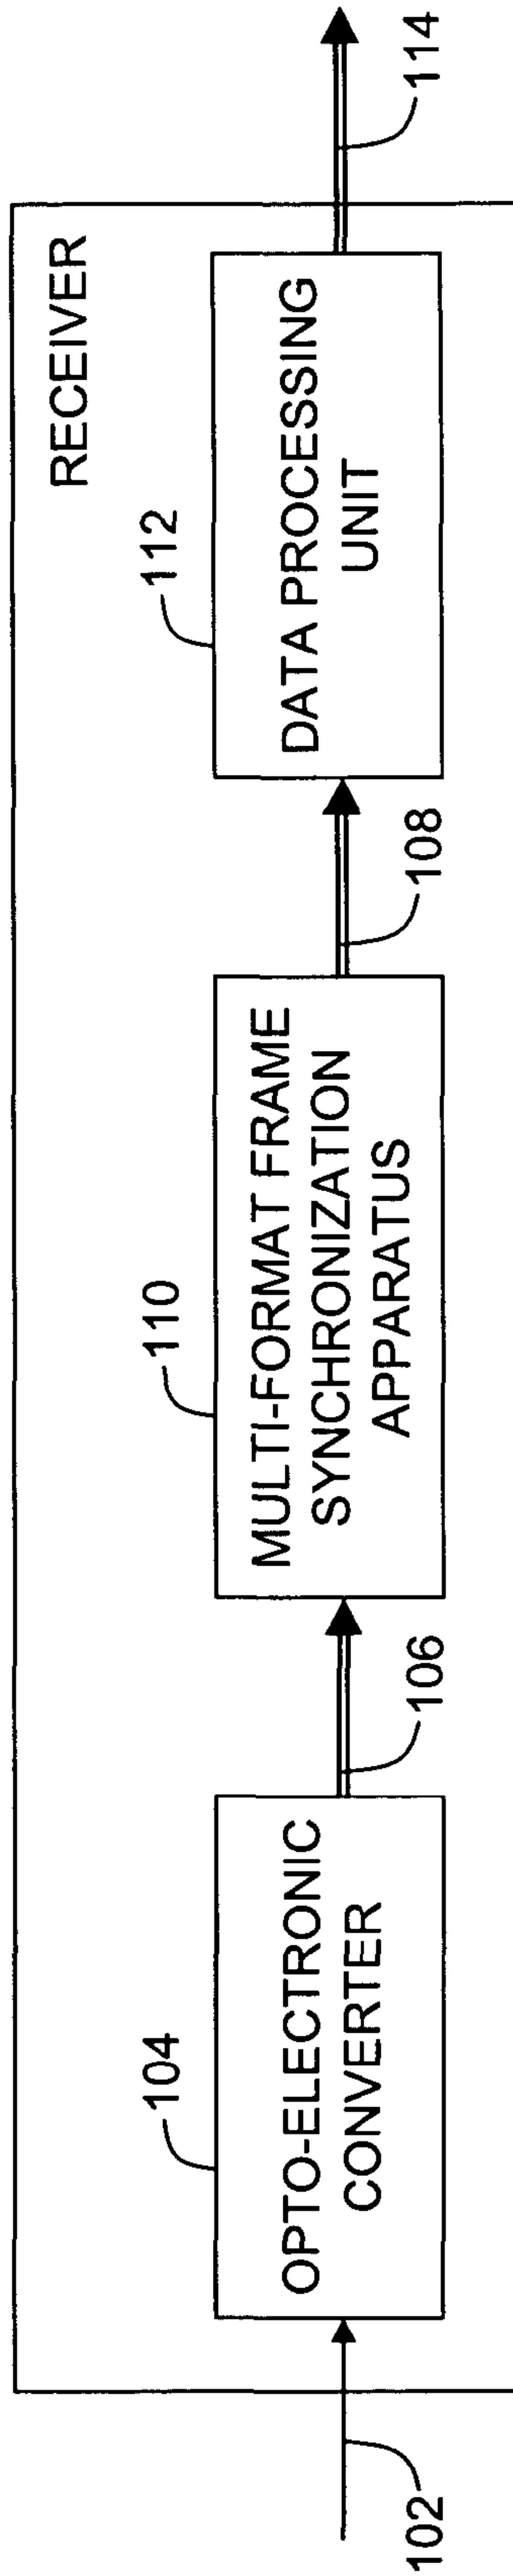 RECEIVER
104
110
112
OPTO-ELECTRONIC
CONVERTER
MULTI-FORMAT FRAME
SYNCHRONIZATION
APPARATUS
DATA PROCESSING
UNIT
102
106
108
114